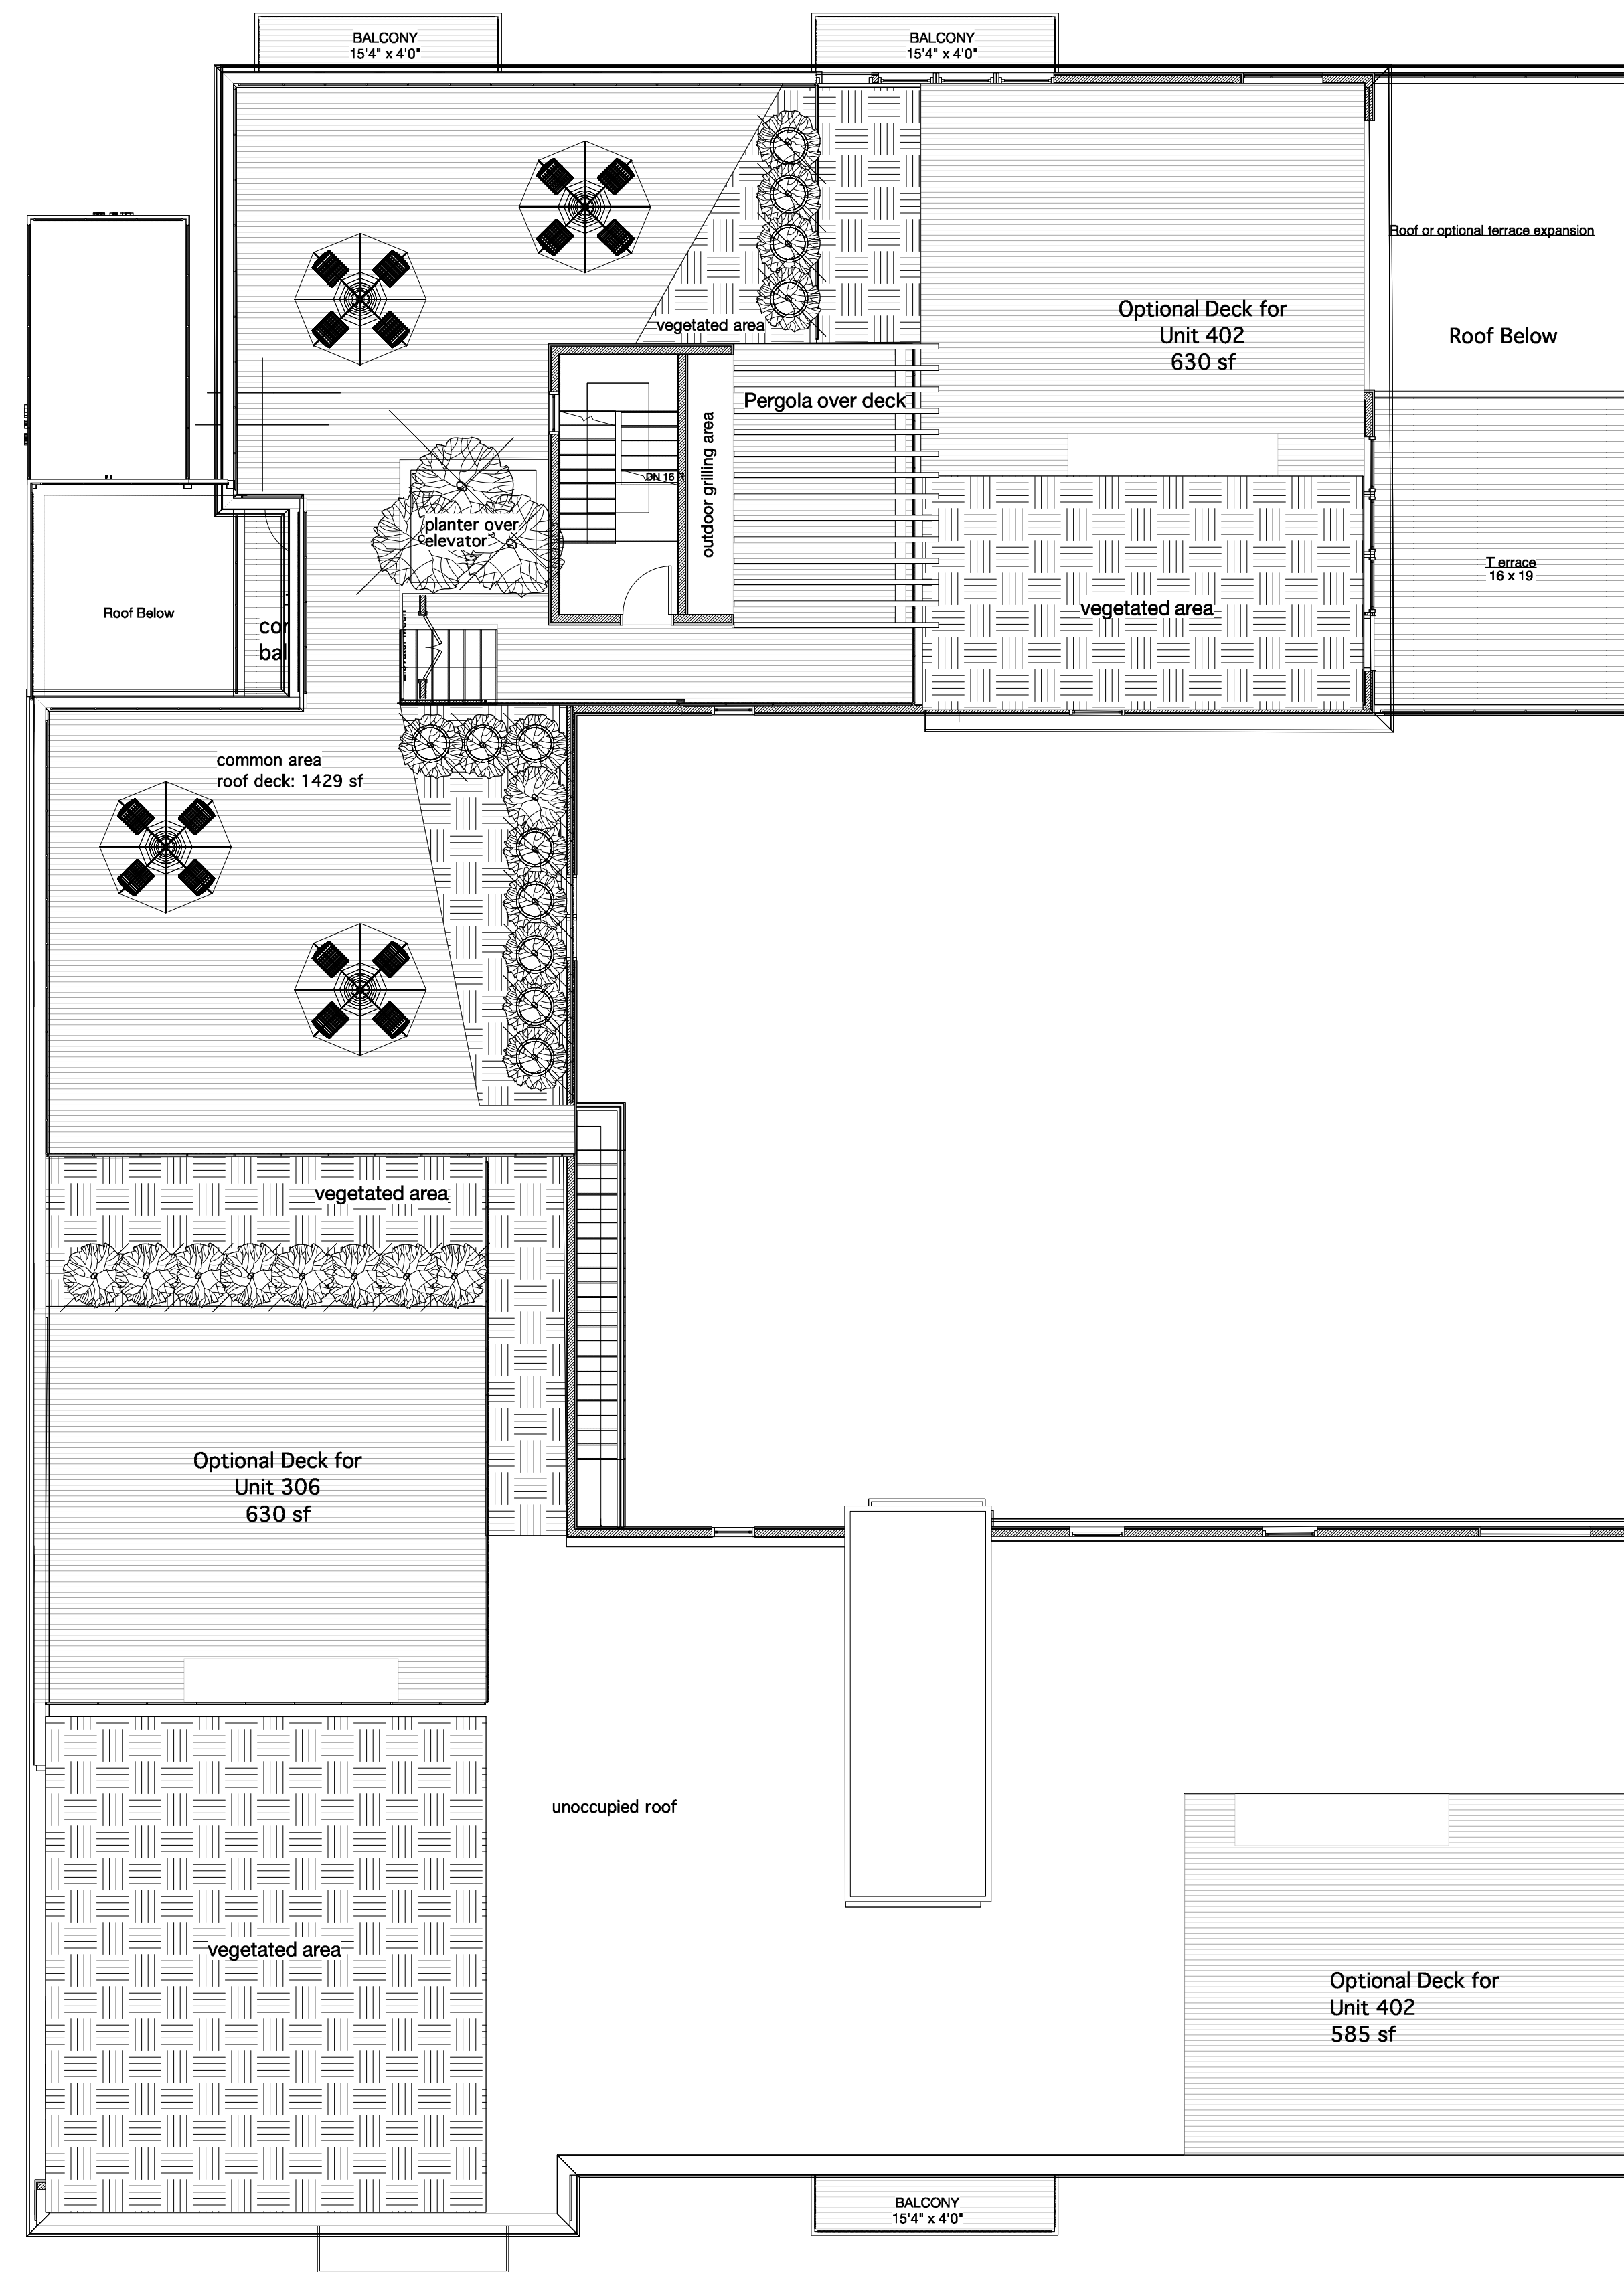 BALCONY
15'4" x 4'0"
BALCONY
15'4" x 4'0"
Roof or optional terrace expansion
Optional Deck for
Unit 402
630 sf
Roof Below
vegetated area
Pergola over deck
outdoor grilling area
DN 16 R
planter over
elevator
Terrace
16 x 19
vegetated area
Roof Below
common area
roof deck: 1429 sf
vegetated area
Optional Deck for
Unit 306
630 sf
unoccupied roof
vegetated area
Optional Deck for
Unit 402
585 sf
BALCONY
15'4" x 4'0"